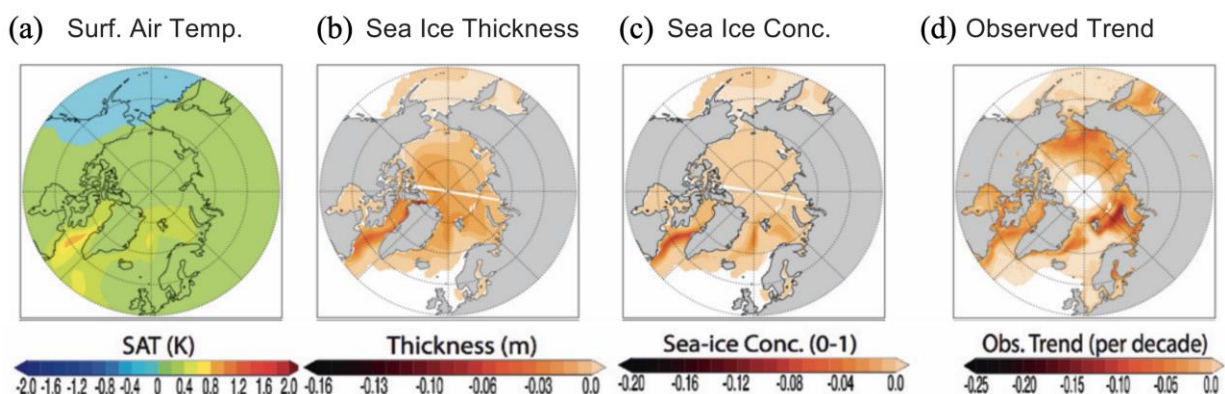 (a) Surf. Air Temp. (b) Sea Ice Thickness (c) Sea Ice Conc. (d) Observed Trend
SAT (K) Thickness (m) Sea-ice Conc. (0-1) Obs. Trend (per decade)
-2.0 -1.6 -1.2 -0.8 -0.4 0 0.4 0.8 1.2 1.6 2.0 -0.16 -0.13 -0.10 -0.06 -0.03 0.0 -0.20 -0.16 -0.12 -0.08 -0.04 0.0 -0.25 -0.20 -0.15 -0.10 -0.05 0.0